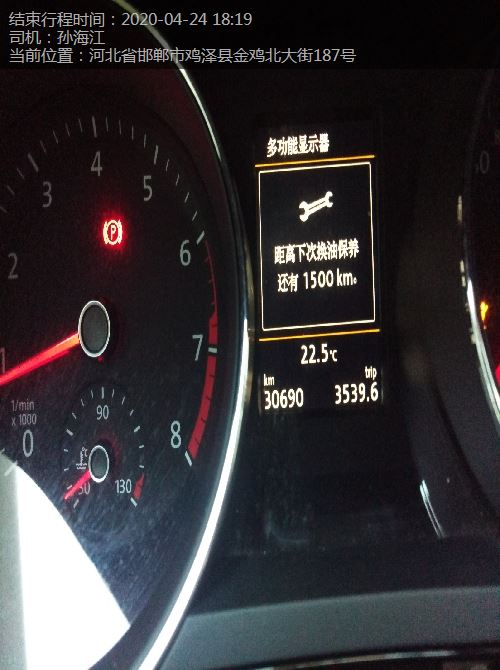 结束行程时间：2020-04-24 18:19
司机：孙海江
当前位置：河北省邯郸市鸡泽县金鸡北大街187号
多功能显示器
距离下次换油保养
还有 1500 km。
22.5℃
km trip
30690 3539.6
1 2 3 4 5 6 7 8
P
1/min
x 1000
0
90
50 130